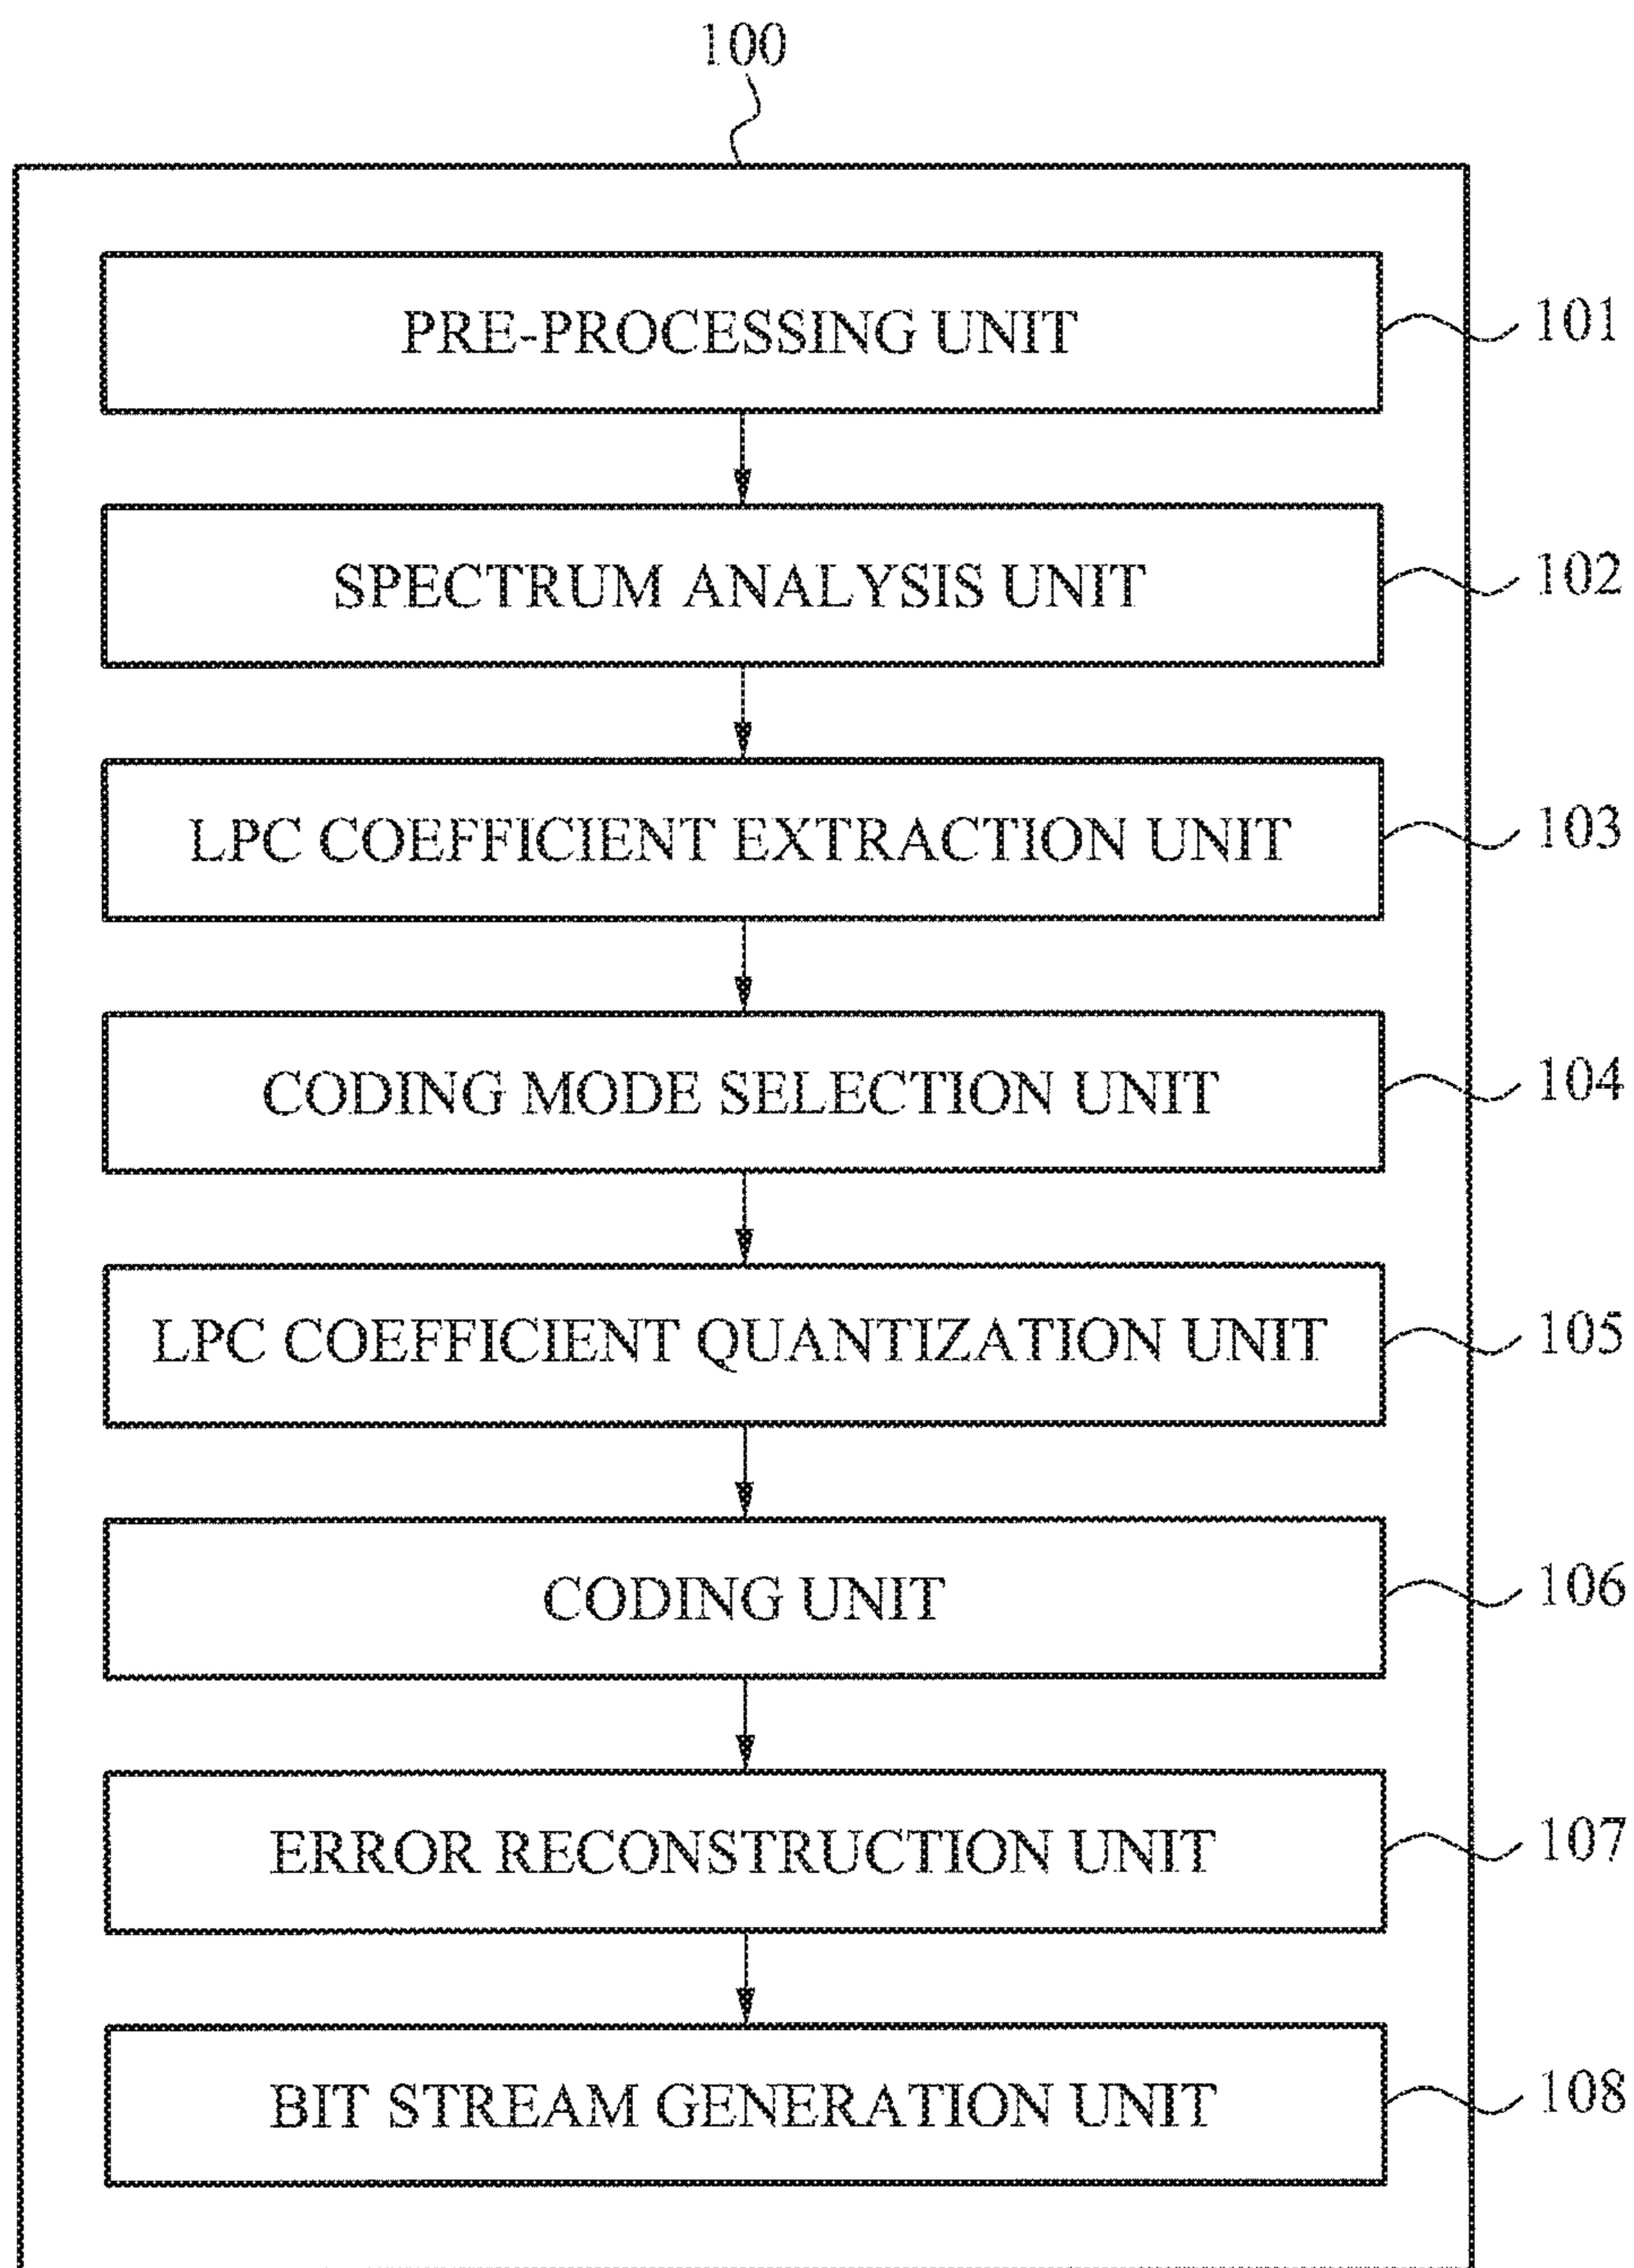 100
PRE-PROCESSING UNIT
101
SPECTRUM ANALYSIS UNIT
102
LPC COEFFICIENT EXTRACTION UNIT
103
CODING MODE SELECTION UNIT
104
LPC COEFFICIENT QUANTIZATION UNIT
105
CODING UNIT
106
ERROR RECONSTRUCTION UNIT
107
BIT STREAM GENERATION UNIT
108